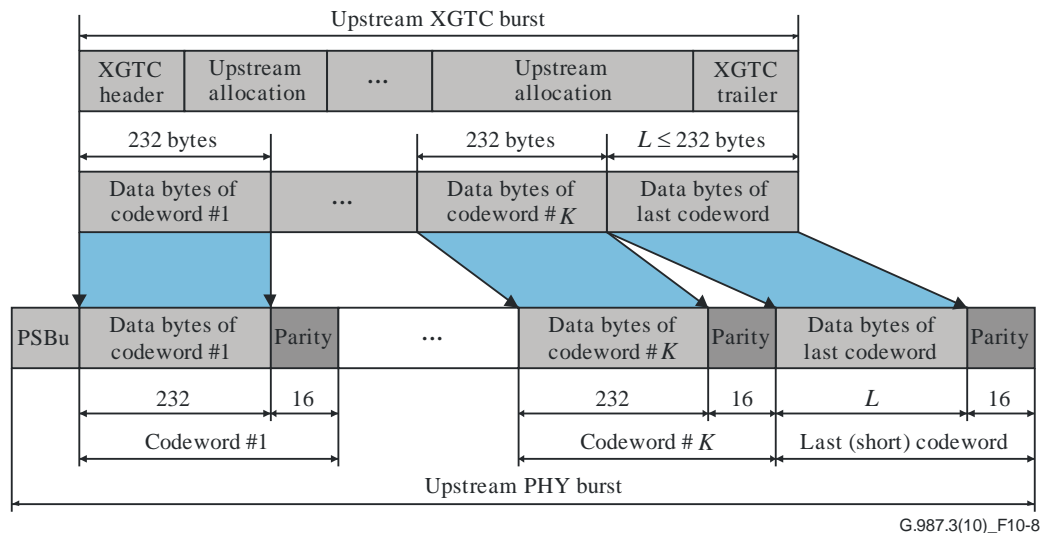 Upstream XGTC burst
XGTC
header
Upstream
allocation
...
Upstream
allocation
XGTC
trailer
232 bytes
232 bytes
L ≤ 232 bytes
Data bytes of
codeword #1
...
Data bytes of
codeword # K
Data bytes of
last codeword
PSBu
Data bytes of
codeword #1
Parity
...
Data bytes of
codeword # K
Parity
Data bytes of
last codeword
Parity
232
16
232
16
L
16
Codeword #1
Codeword # K
Last (short) codeword
Upstream PHY burst
G.987.3(10)_F10-8